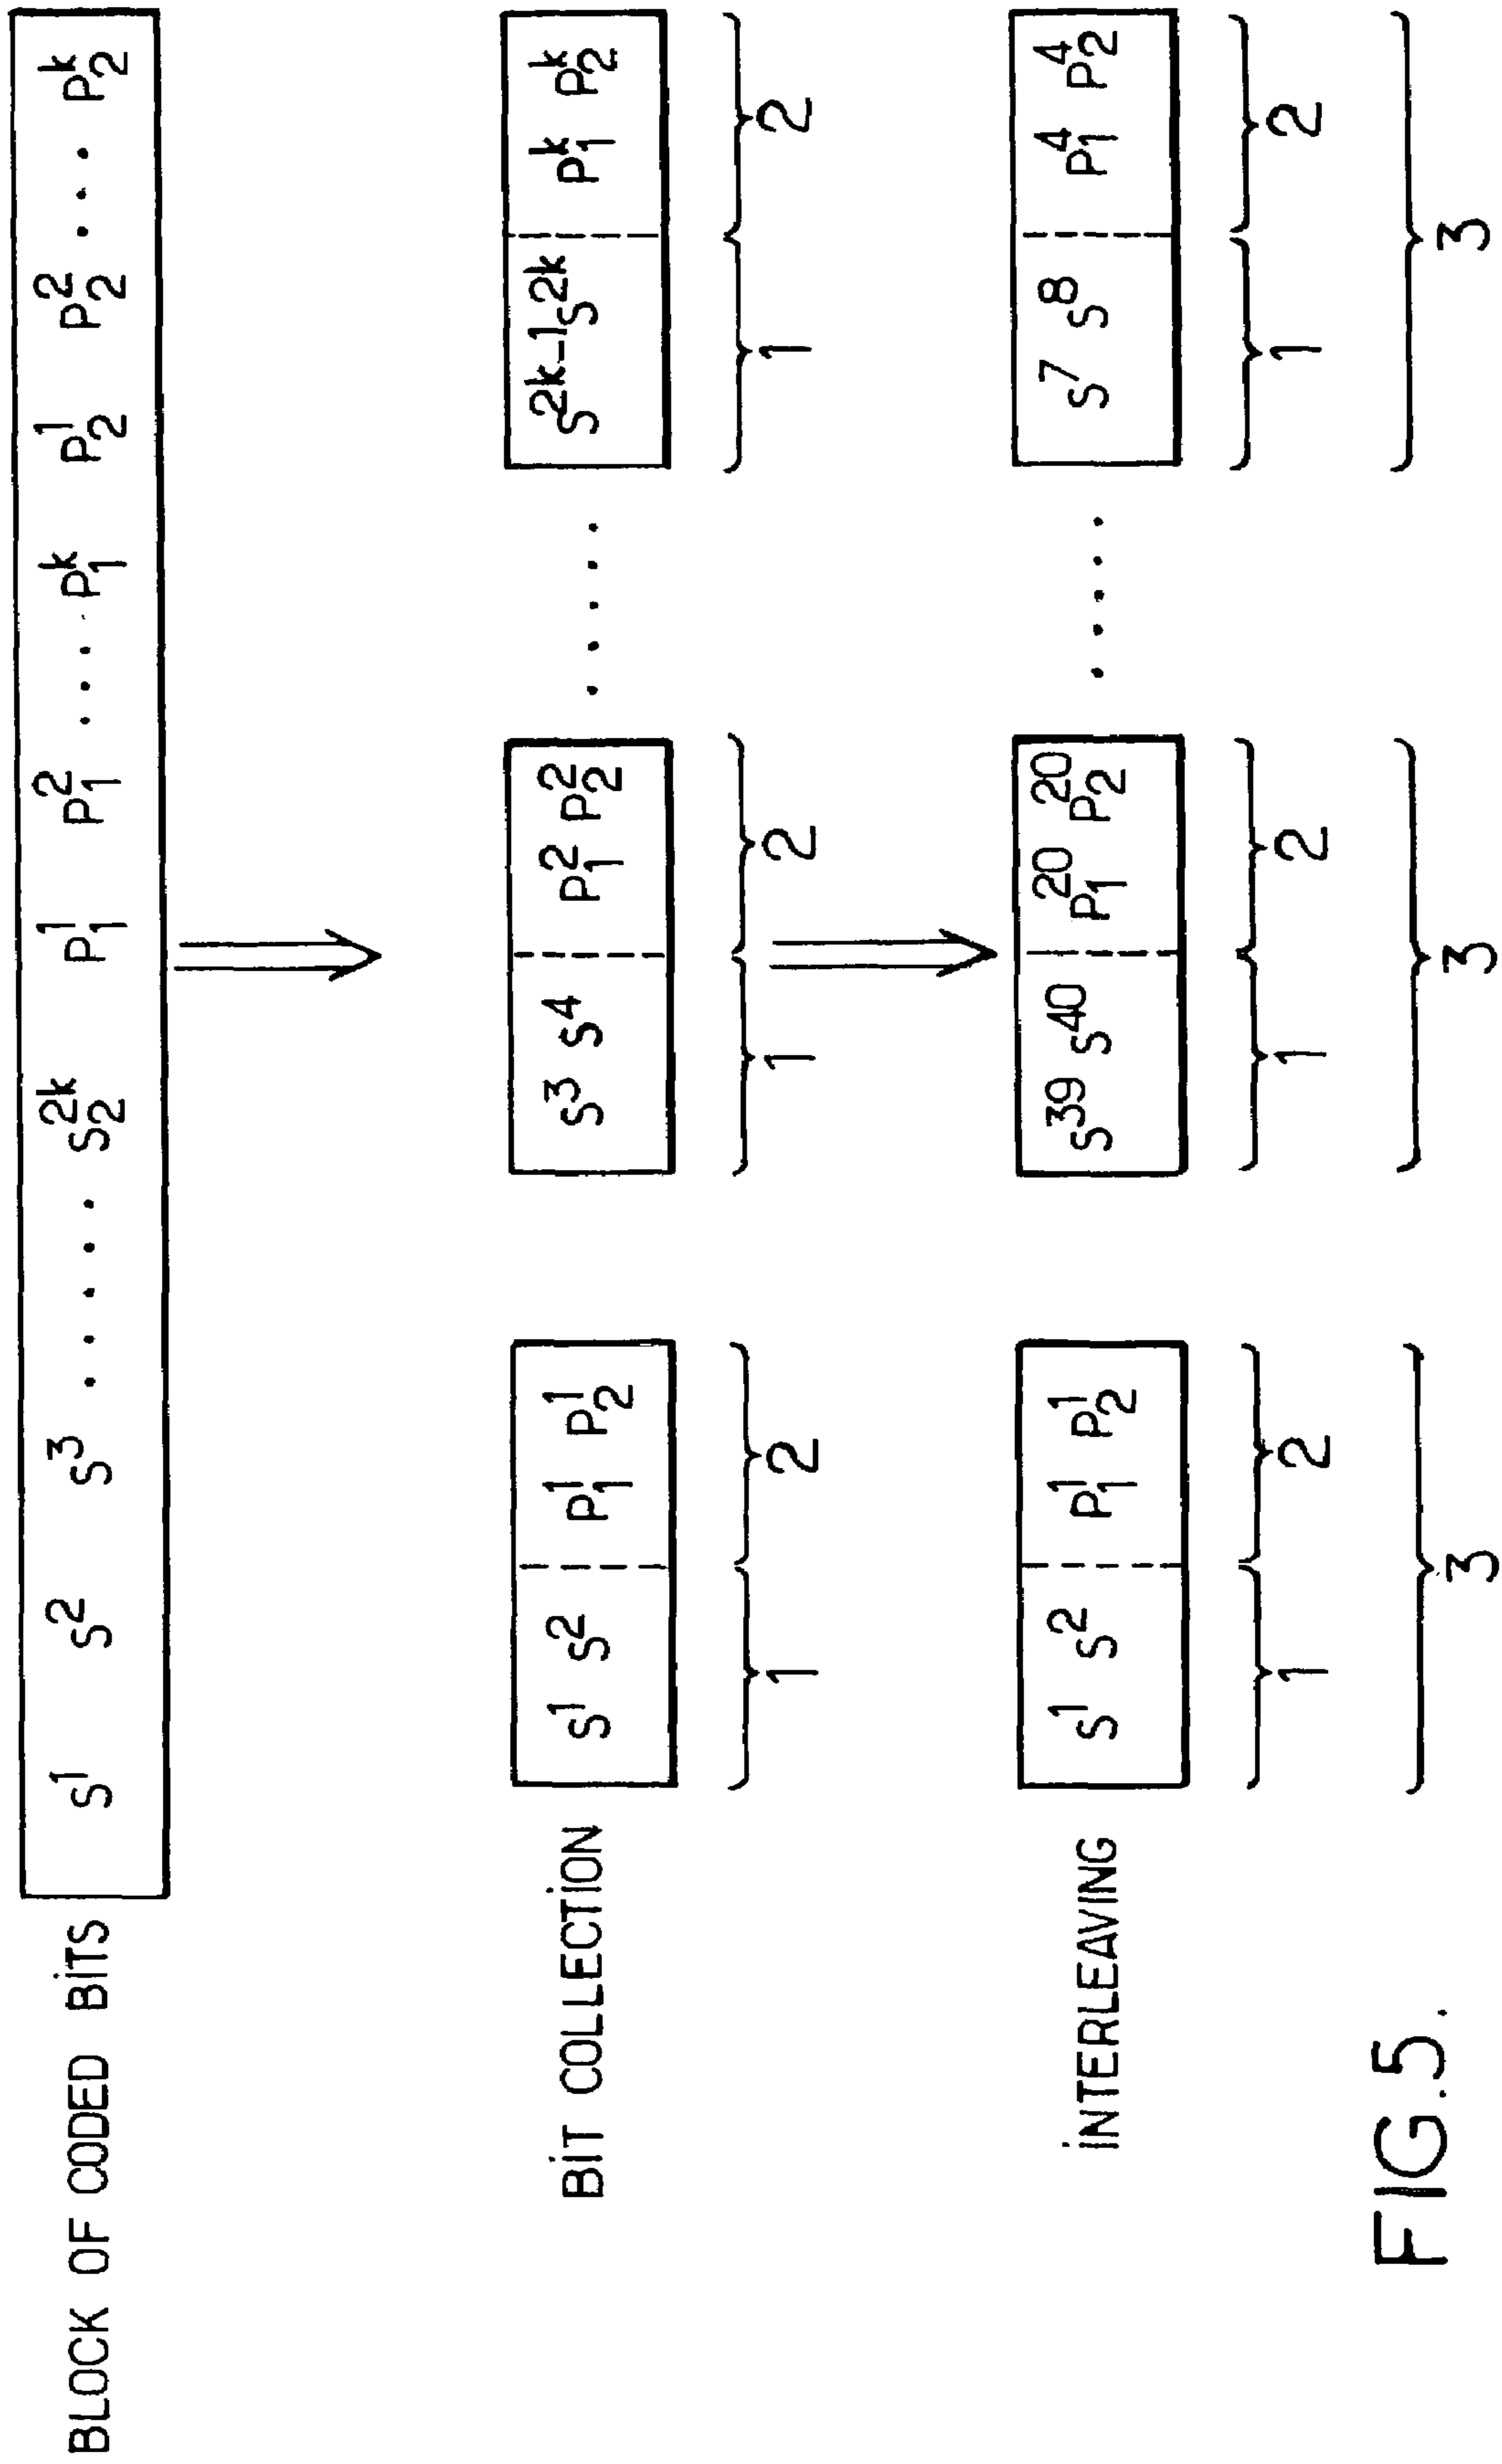 BLOCK OF CODED BITS
S¹ S² S³ ..... S₂²ᵏ P₁¹ P₁² .... P₁ᵏ P₂¹ P₂² ... P₂ᵏ
BIT COLLECTION
S¹ S² P₁¹ P₂¹ S³ S⁴ P₁² P₂² ..... S²ᵏ⁻¹ S²ᵏ P₁ᵏ P₂ᵏ
1 2 1 2 1 2
INTERLEAVING
S¹ S² P₁¹ P₂¹ S³⁹ S⁴⁰ P₁²⁰ P₂²⁰ ..... S⁷ S⁸ P₁⁴ P₂⁴
1 2 1 2 1 2
3 3 3
FIG.5.